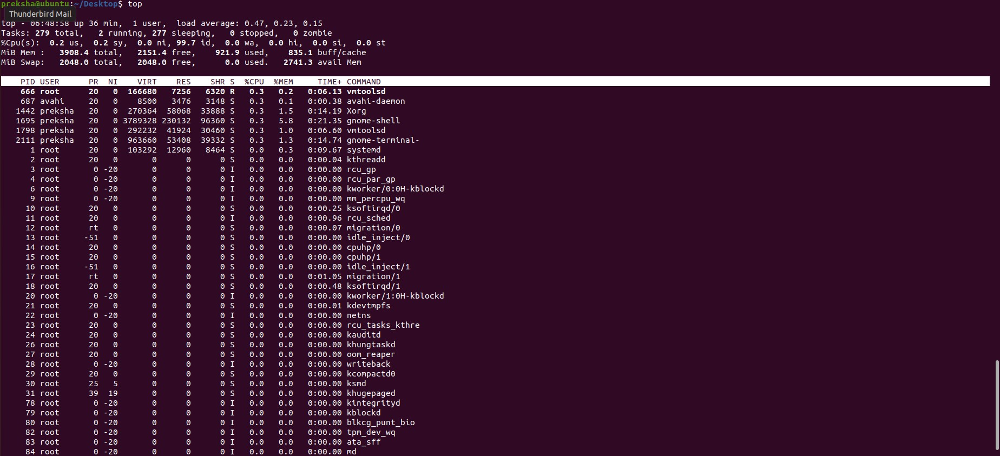 preksha@ubuntu:~/Desktop$ top
Thunderbird Mail
top - 06:48:58 up 36 min,  1 user,  load average: 0.47, 0.23, 0.15
Tasks: 279 total,   2 running, 277 sleeping,   0 stopped,   0 zombie
%Cpu(s):  0.2 us,  0.2 sy,  0.0 ni, 99.7 id,  0.0 wa,  0.0 hi,  0.0 si,  0.0 st
MiB Mem :   3908.4 total,   2151.4 free,    921.9 used,    835.1 buff/cache
MiB Swap:   2048.0 total,   2048.0 free,      0.0 used.   2741.3 avail Mem
PID USER      PR  NI    VIRT    RES    SHR S  %CPU  %MEM     TIME+ COMMAND
666 root      20   0  166680   7256   6320 R   0.3   0.2   0:06.13 vmtoolsd
687 avahi     20   0    8500   3476   3148 S   0.3   0.1   0:00.38 avahi-daemon
1442 preksha   20   0  270364  58068  33888 S   0.3   1.5   0:14.19 Xorg
1695 preksha   20   0 3789328 230132  96360 S   0.3   5.8   0:21.35 gnome-shell
1798 preksha   20   0  292232  41924  30460 S   0.3   1.0   0:06.60 vmtoolsd
2111 preksha   20   0  963660  53408  39332 S   0.3   1.3   0:14.74 gnome-terminal-
1 root      20   0  103292  12960   8464 S   0.0   0.3   0:09.67 systemd
2 root      20   0       0      0      0 S   0.0   0.0   0:00.04 kthreadd
3 root       0 -20       0      0      0 I   0.0   0.0   0:00.00 rcu_gp
4 root       0 -20       0      0      0 I   0.0   0.0   0:00.00 rcu_par_gp
6 root       0 -20       0      0      0 I   0.0   0.0   0:00.00 kworker/0:0H-kblockd
9 root       0 -20       0      0      0 I   0.0   0.0   0:00.00 mm_percpu_wq
10 root      20   0       0      0      0 S   0.0   0.0   0:00.25 ksoftirqd/0
11 root      20   0       0      0      0 I   0.0   0.0   0:00.96 rcu_sched
12 root      rt   0       0      0      0 S   0.0   0.0   0:00.07 migration/0
13 root     -51   0       0      0      0 S   0.0   0.0   0:00.00 idle_inject/0
14 root      20   0       0      0      0 S   0.0   0.0   0:00.00 cpuhp/0
15 root      20   0       0      0      0 S   0.0   0.0   0:00.00 cpuhp/1
16 root     -51   0       0      0      0 S   0.0   0.0   0:00.00 idle_inject/1
17 root      rt   0       0      0      0 S   0.0   0.0   0:01.05 migration/1
18 root      20   0       0      0      0 S   0.0   0.0   0:00.48 ksoftirqd/1
20 root       0 -20       0      0      0 I   0.0   0.0   0:00.00 kworker/1:0H-kblockd
21 root      20   0       0      0      0 S   0.0   0.0   0:00.01 kdevtmpfs
22 root       0 -20       0      0      0 I   0.0   0.0   0:00.00 netns
23 root      20   0       0      0      0 S   0.0   0.0   0:00.00 rcu_tasks_kthre
24 root      20   0       0      0      0 S   0.0   0.0   0:00.00 kauditd
26 root      20   0       0      0      0 S   0.0   0.0   0:00.00 khungtaskd
27 root      20   0       0      0      0 S   0.0   0.0   0:00.00 oom_reaper
28 root       0 -20       0      0      0 I   0.0   0.0   0:00.00 writeback
29 root      20   0       0      0      0 S   0.0   0.0   0:00.00 kcompactd0
30 root      25   5       0      0      0 S   0.0   0.0   0:00.00 ksmd
31 root      39  19       0      0      0 S   0.0   0.0   0:00.00 khugepaged
78 root       0 -20       0      0      0 I   0.0   0.0   0:00.00 kintegrityd
79 root       0 -20       0      0      0 I   0.0   0.0   0:00.00 kblockd
80 root       0 -20       0      0      0 I   0.0   0.0   0:00.00 blkcg_punt_bio
82 root       0 -20       0      0      0 I   0.0   0.0   0:00.00 tpm_dev_wq
83 root       0 -20       0      0      0 I   0.0   0.0   0:00.00 ata_sff
84 root       0 -20       0      0      0 I   0.0   0.0   0:00.00 md